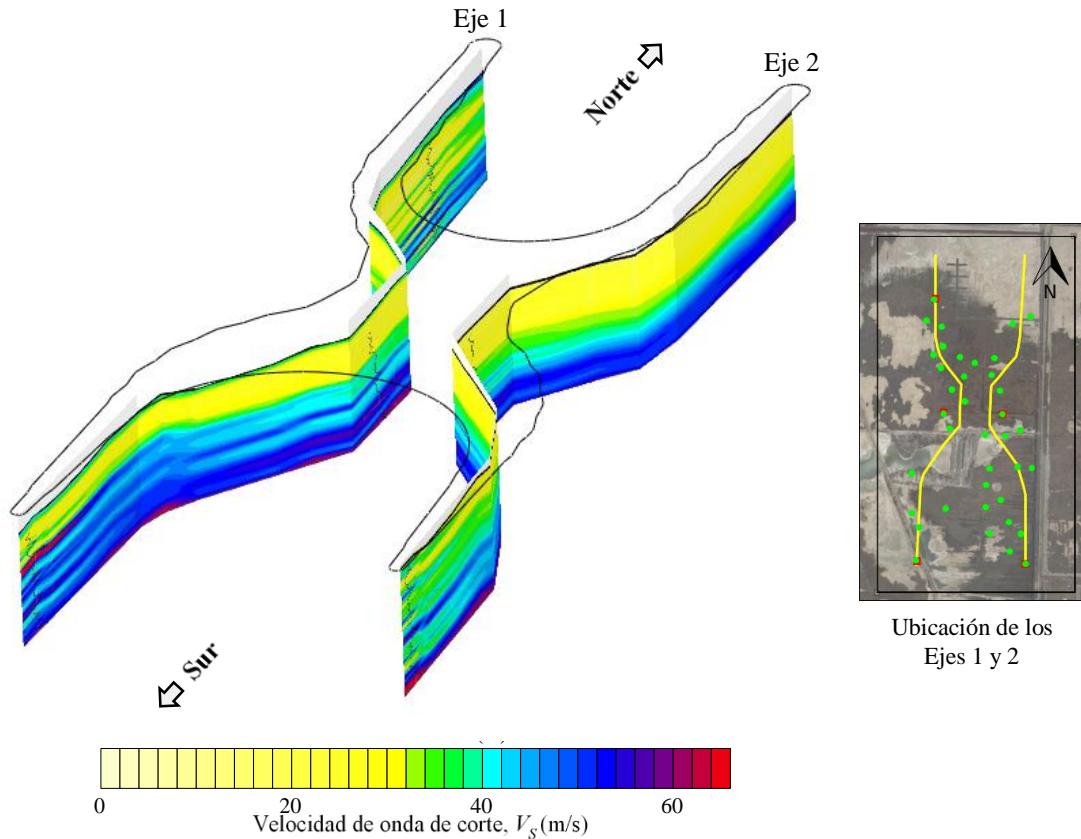 Eje 1
Eje 2
Norte
N
Sur
Ubicación de los
Ejes 1 y 2
0 20 40 60
Velocidad de onda de corte, V_S (m/s)